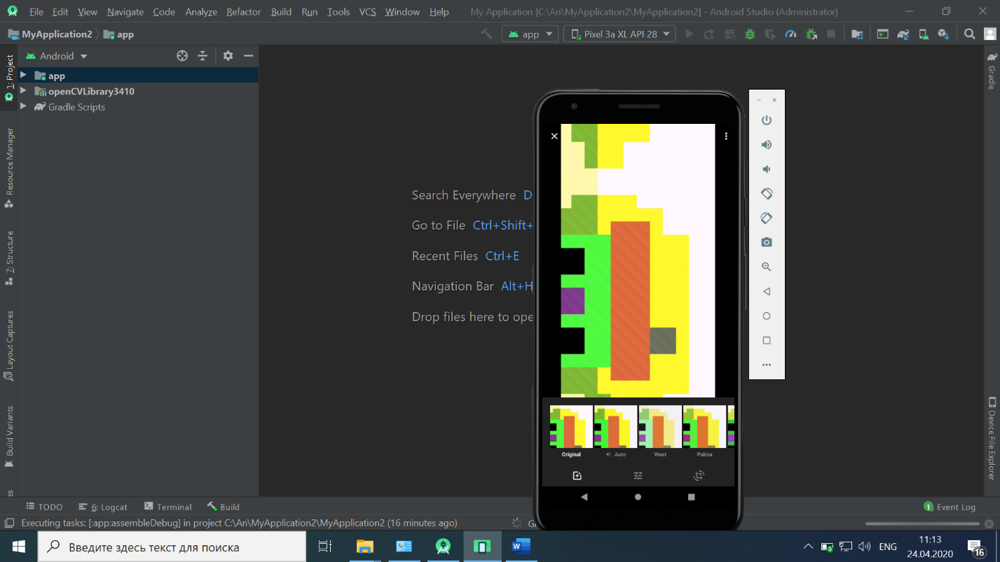 File Edit View Navigate Code Analyze Refactor Build Run Tools VCS Window Help My Application [C:\An\MyApplication2\MyApplication2] - Android Studio (Administrator)
MyApplication2 app app Pixel 3a XL API 28
Android
app
openCVLibrary3410
Gradle Scripts
1: Project
Resource Manager
7: Structure
Layout Captures
Build Variants
Gradle
Device File Explorer
Search Everywhere D
Go to File Ctrl+Shift+
Recent Files Ctrl+E
Navigation Bar Alt+H
Drop files here to ope
Original Auto West Palma
TODO 6: Logcat Terminal Build 1 Event Log
Executing tasks: [:app:assembleDebug] in project C:\An\MyApplication2\MyApplication2 (16 minutes ago)
Введите здесь текст для поиска
ENG
11:13
24.04.2020
16